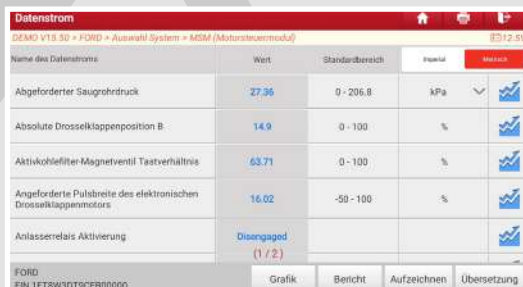 Datenstrom
DEMO V15.50 > FORD > Auswahl System > MSM (Motorsteuermodul)
Name des Datenstroms Wert Standardbereich Imperial Metrisch
Abgeforderter Saugrohrdruck 27.36 0 - 206.8 kPa
Absolute Drosselklappenposition B 14.9 0 - 100 %
Aktivkohlefilter-Magnetventil Tastverhältnis 63.71 0 - 100 %
Angeforderte Pulsbreite des elektronischen
Drosselklappenmotors 16.02 -50 - 100 %
Anlasserrelais Aktivierung Disengaged
(1 / 2)
FORD
FIN Grafik Bericht Aufzeichnen Übersetzung